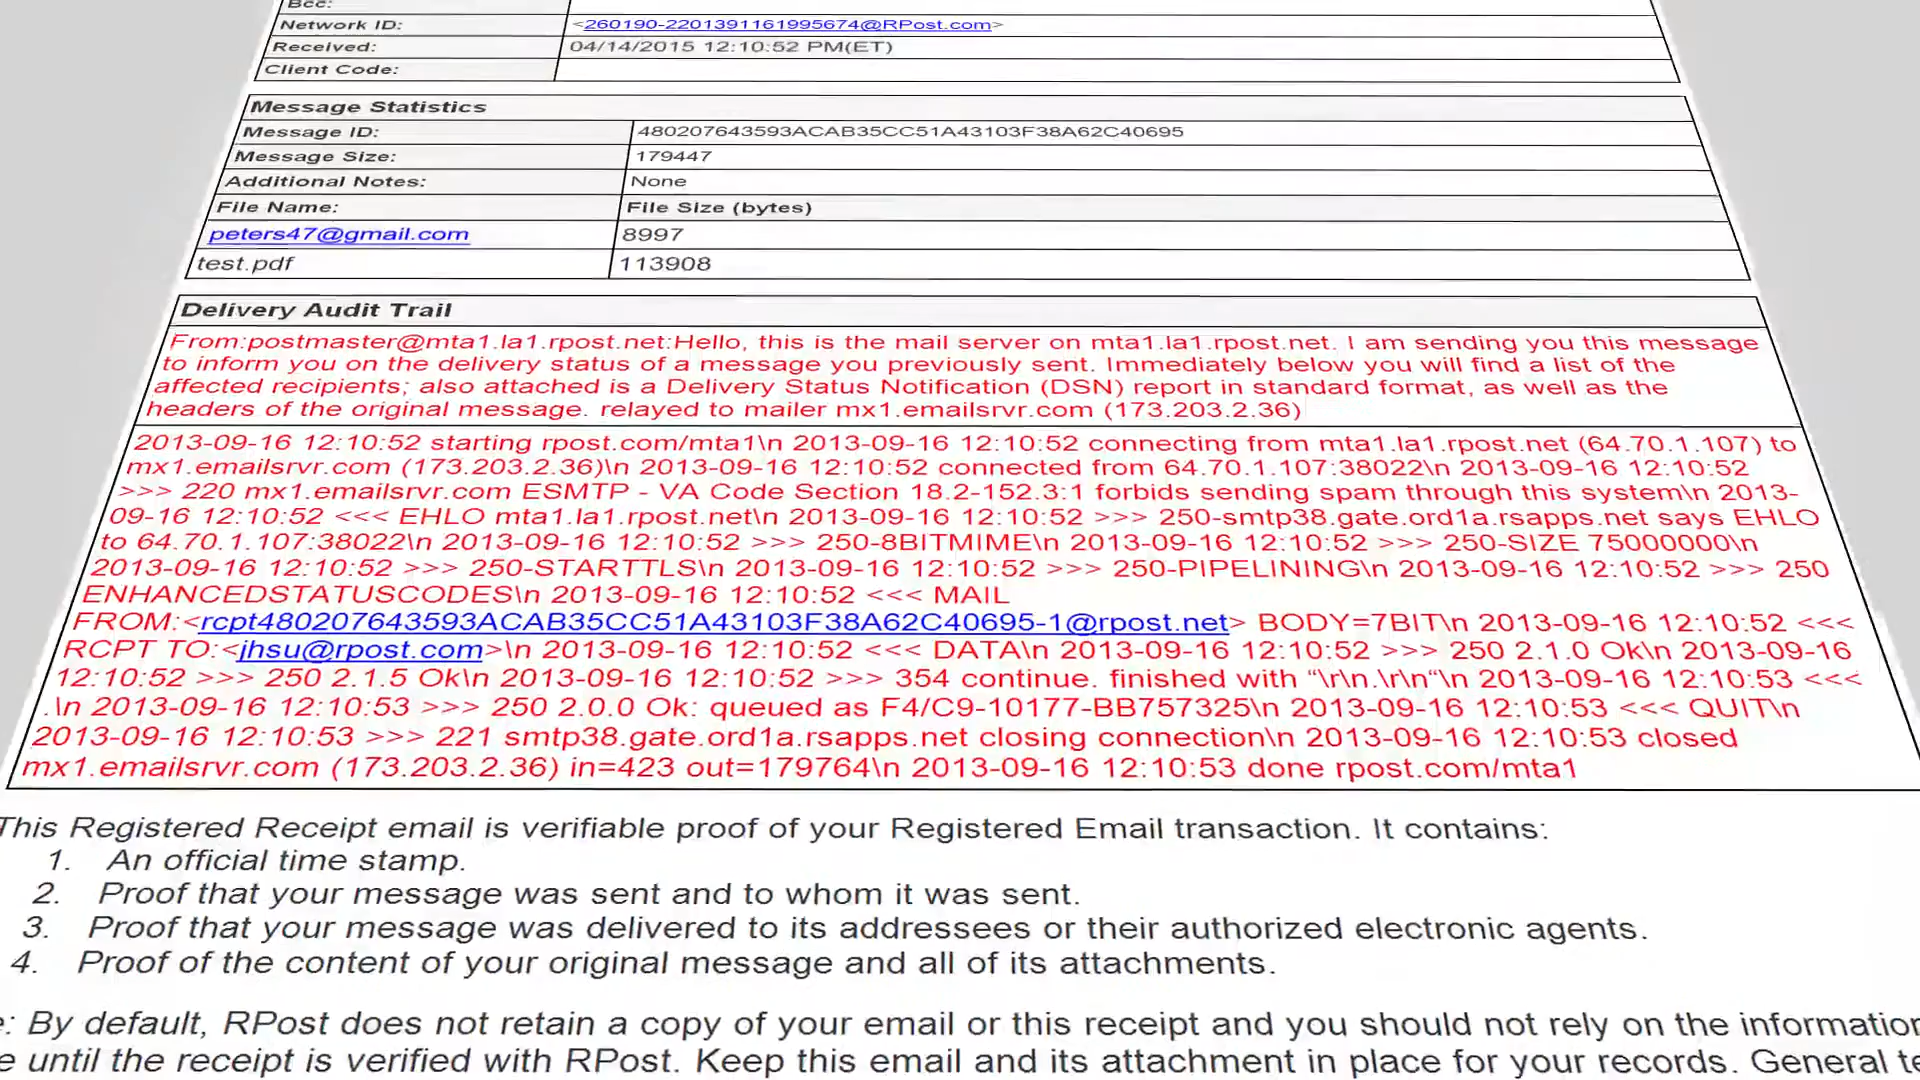 Bcc:
Network ID: <260190-2201391161995674@RPost.com>
Received: 04/14/2015 12:10:52 PM(ET)
Client Code:
Message Statistics
Message ID: 480207643593ACAB35CC51A43103F38A62C40695
Message Size: 179447
Additional Notes: None
File Name: File Size (bytes)
peters47@gmail.com 8997
test.pdf 113908
Delivery Audit Trail
From:postmaster@mta1.la1.rpost.net:Hello, this is the mail server on mta1.la1.rpost.net. I am sending you this message
to inform you on the delivery status of a message you previously sent. Immediately below you will find a list of the
affected recipients; also attached is a Delivery Status Notification (DSN) report in standard format, as well as the
headers of the original message. relayed to mailer mx1.emailsrvr.com (173.203.2.36)
2013-09-16 12:10:52 starting rpost.com/mta1\n 2013-09-16 12:10:52 connecting from mta1.la1.rpost.net (64.70.1.107) to
mx1.emailsrvr.com (173.203.2.36)\n 2013-09-16 12:10:52 connected from 64.70.1.107:38022\n 2013-09-16 12:10:52
>>> 220 mx1.emailsrvr.com ESMTP - VA Code Section 18.2-152.3:1 forbids sending spam through this system\n 2013-
09-16 12:10:52 <<< EHLO mta1.la1.rpost.net\n 2013-09-16 12:10:52 >>> 250-smtp38.gate.ord1a.rsapps.net says EHLO
to 64.70.1.107:38022\n 2013-09-16 12:10:52 >>> 250-8BITMIME\n 2013-09-16 12:10:52 >>> 250-SIZE 75000000\n
2013-09-16 12:10:52 >>> 250-STARTTLS\n 2013-09-16 12:10:52 >>> 250-PIPELINING\n 2013-09-16 12:10:52 >>> 250
ENHANCEDSTATUSCODES\n 2013-09-16 12:10:52 <<< MAIL
FROM:<rcpt480207643593ACAB35CC51A43103F38A62C40695-1@rpost.net> BODY=7BIT\n 2013-09-16 12:10:52 <<<
RCPT TO:<jhsu@rpost.com>\n 2013-09-16 12:10:52 <<< DATA\n 2013-09-16 12:10:52 >>> 250 2.1.0 Ok\n 2013-09-16
12:10:52 >>> 250 2.1.5 Ok\n 2013-09-16 12:10:52 >>> 354 continue. finished with “\r\n.\r\n“\n 2013-09-16 12:10:53 <<<
.\n 2013-09-16 12:10:53 >>> 250 2.0.0 Ok: queued as F4/C9-10177-BB757325\n 2013-09-16 12:10:53 <<< QUIT\n
2013-09-16 12:10:53 >>> 221 smtp38.gate.ord1a.rsapps.net closing connection\n 2013-09-16 12:10:53 closed
mx1.emailsrvr.com (173.203.2.36) in=423 out=179764\n 2013-09-16 12:10:53 done rpost.com/mta1
This Registered Receipt email is verifiable proof of your Registered Email transaction. It contains:
1. An official time stamp.
2. Proof that your message was sent and to whom it was sent.
3. Proof that your message was delivered to its addressees or their authorized electronic agents.
4. Proof of the content of your original message and all of its attachments.
: By default, RPost does not retain a copy of your email or this receipt and you should not rely on the information
until the receipt is verified with RPost. Keep this email and its attachment in place for your records. General